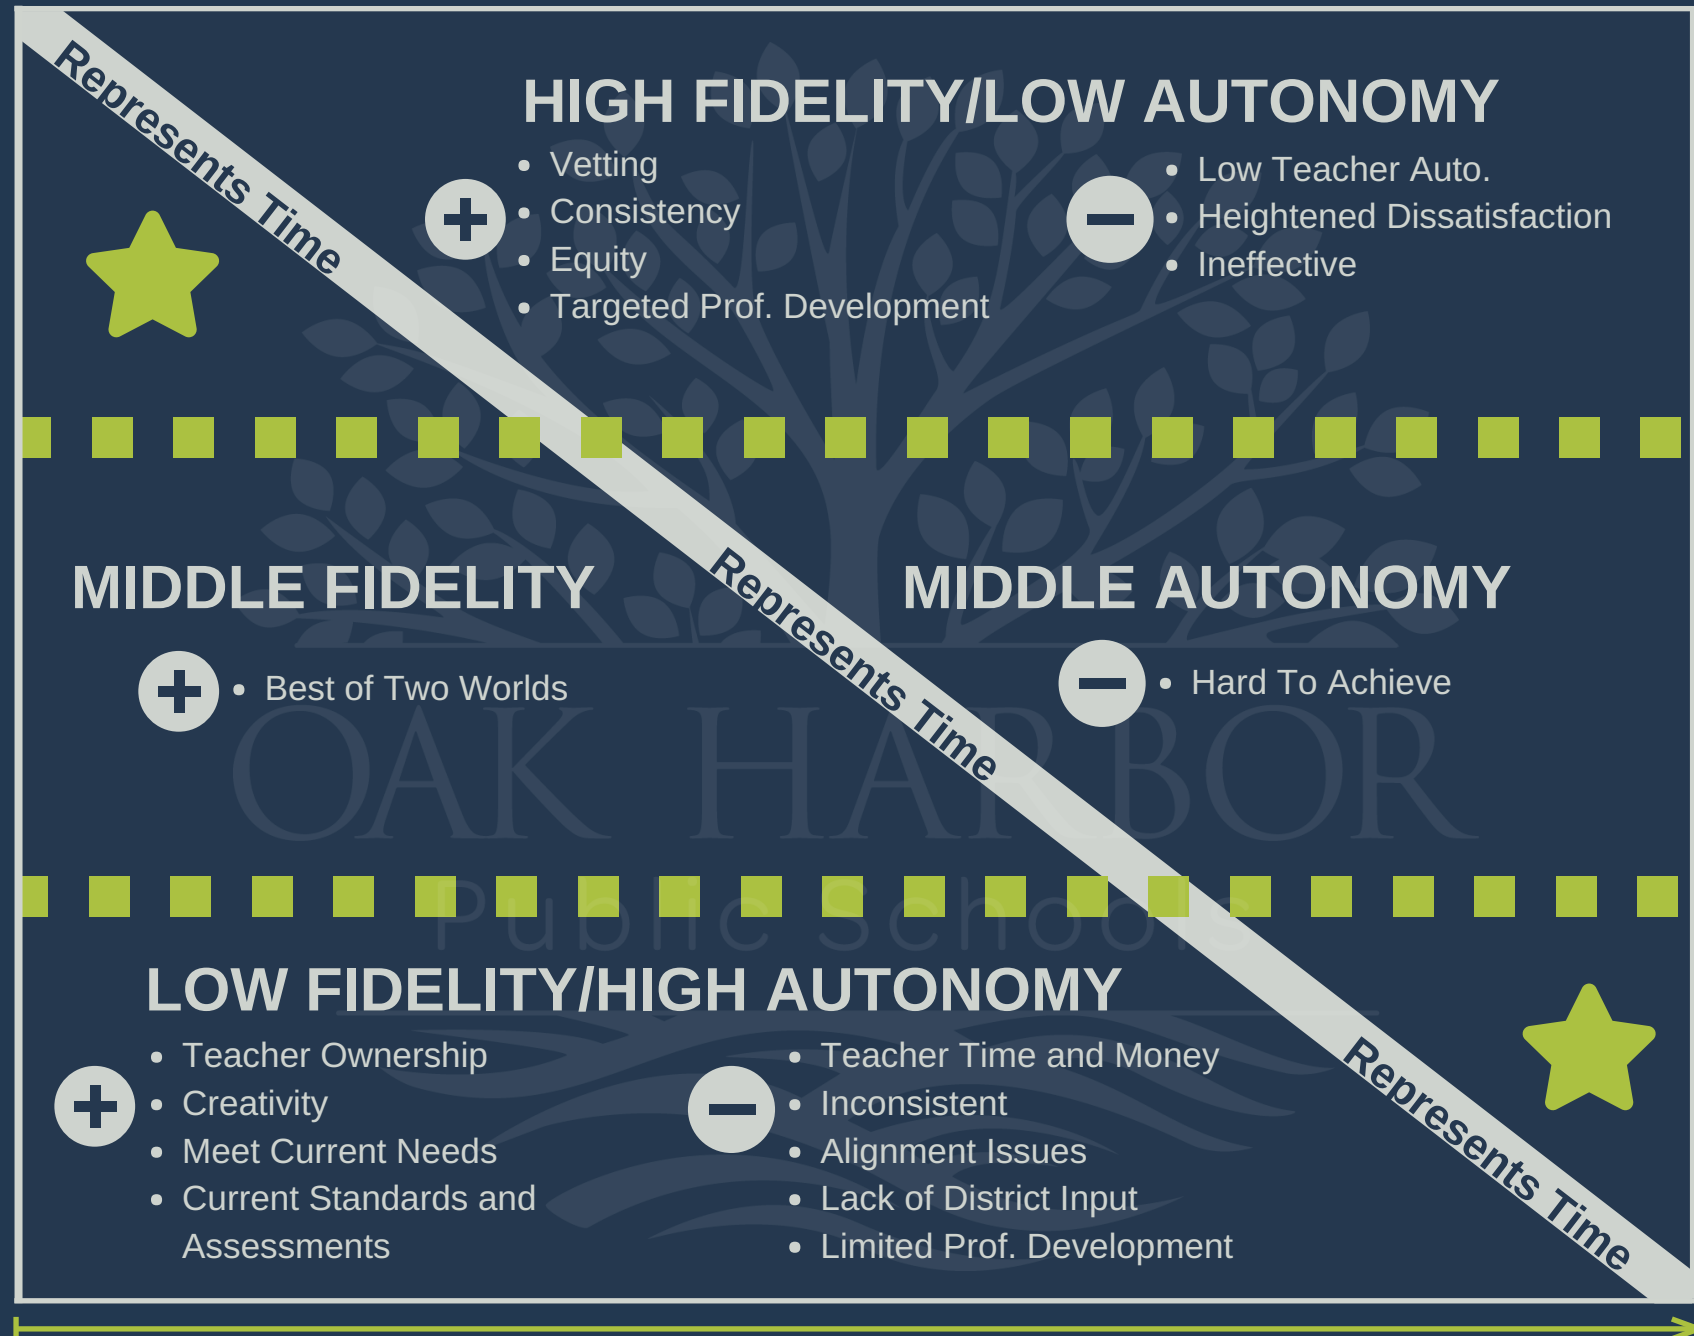 Represents Time
HIGH FIDELITY/LOW AUTONOMY
Vetting
Consistency
Equity
Targeted Prof. Development
Low Teacher Auto.
Heightened Dissatisfaction
Ineffective
MIDDLE FIDELITY
Best of Two Worlds
Represents Time
MIDDLE AUTONOMY
Hard To Achieve
OAK HARBOR
Public Schools
LOW FIDELITY/HIGH AUTONOMY
Teacher Ownership
Creativity
Meet Current Needs
Current Standards and
Assessments
Teacher Time and Money
Inconsistent
Alignment Issues
Lack of District Input
Limited Prof. Development
Represents Time